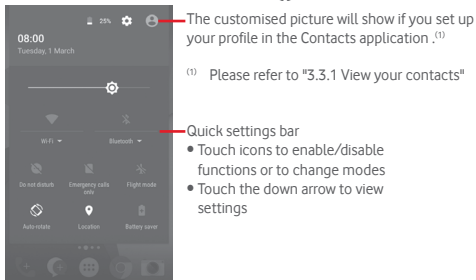 25%
08:00
Tuesday, 1 March
Wi-Fi
Bluetooth
Do not disturb
Emergency calls
only
Flight mode
Auto-rotate
Location
Battery saver
The customised picture will show if you set up
your profile in the Contacts application .(1)
(1) Please refer to "3.3.1 View your contacts"
Quick settings bar
• Touch icons to enable/disable
functions or to change modes
• Touch the down arrow to view
settings